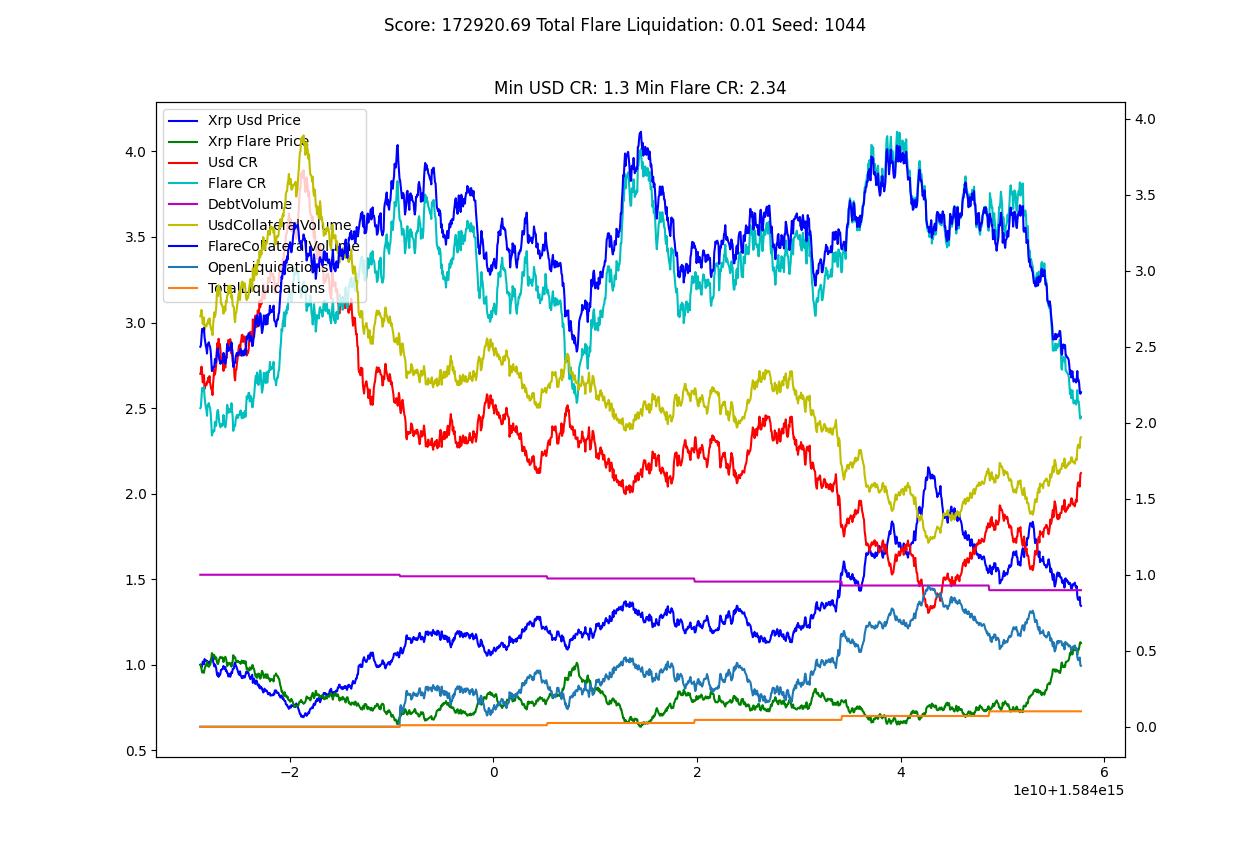 Score: 172920.69 Total Flare Liquidation: 0.01 Seed: 1044
Min USD CR: 1.3 Min Flare CR: 2.34
Xrp Usd Price
Xrp Flare Price
Usd CR
Flare CR
DebtVolume
UsdCollateralVolume
FlareCollateralVolume
OpenLiquidations
TotalLiquidations
4.0
3.5
3.0
2.5
2.0
1.5
1.0
0.5
4.0
3.5
3.0
2.5
2.0
1.5
1.0
0.5
0.0
−2
0
2
4
6
1e10+1.584e15